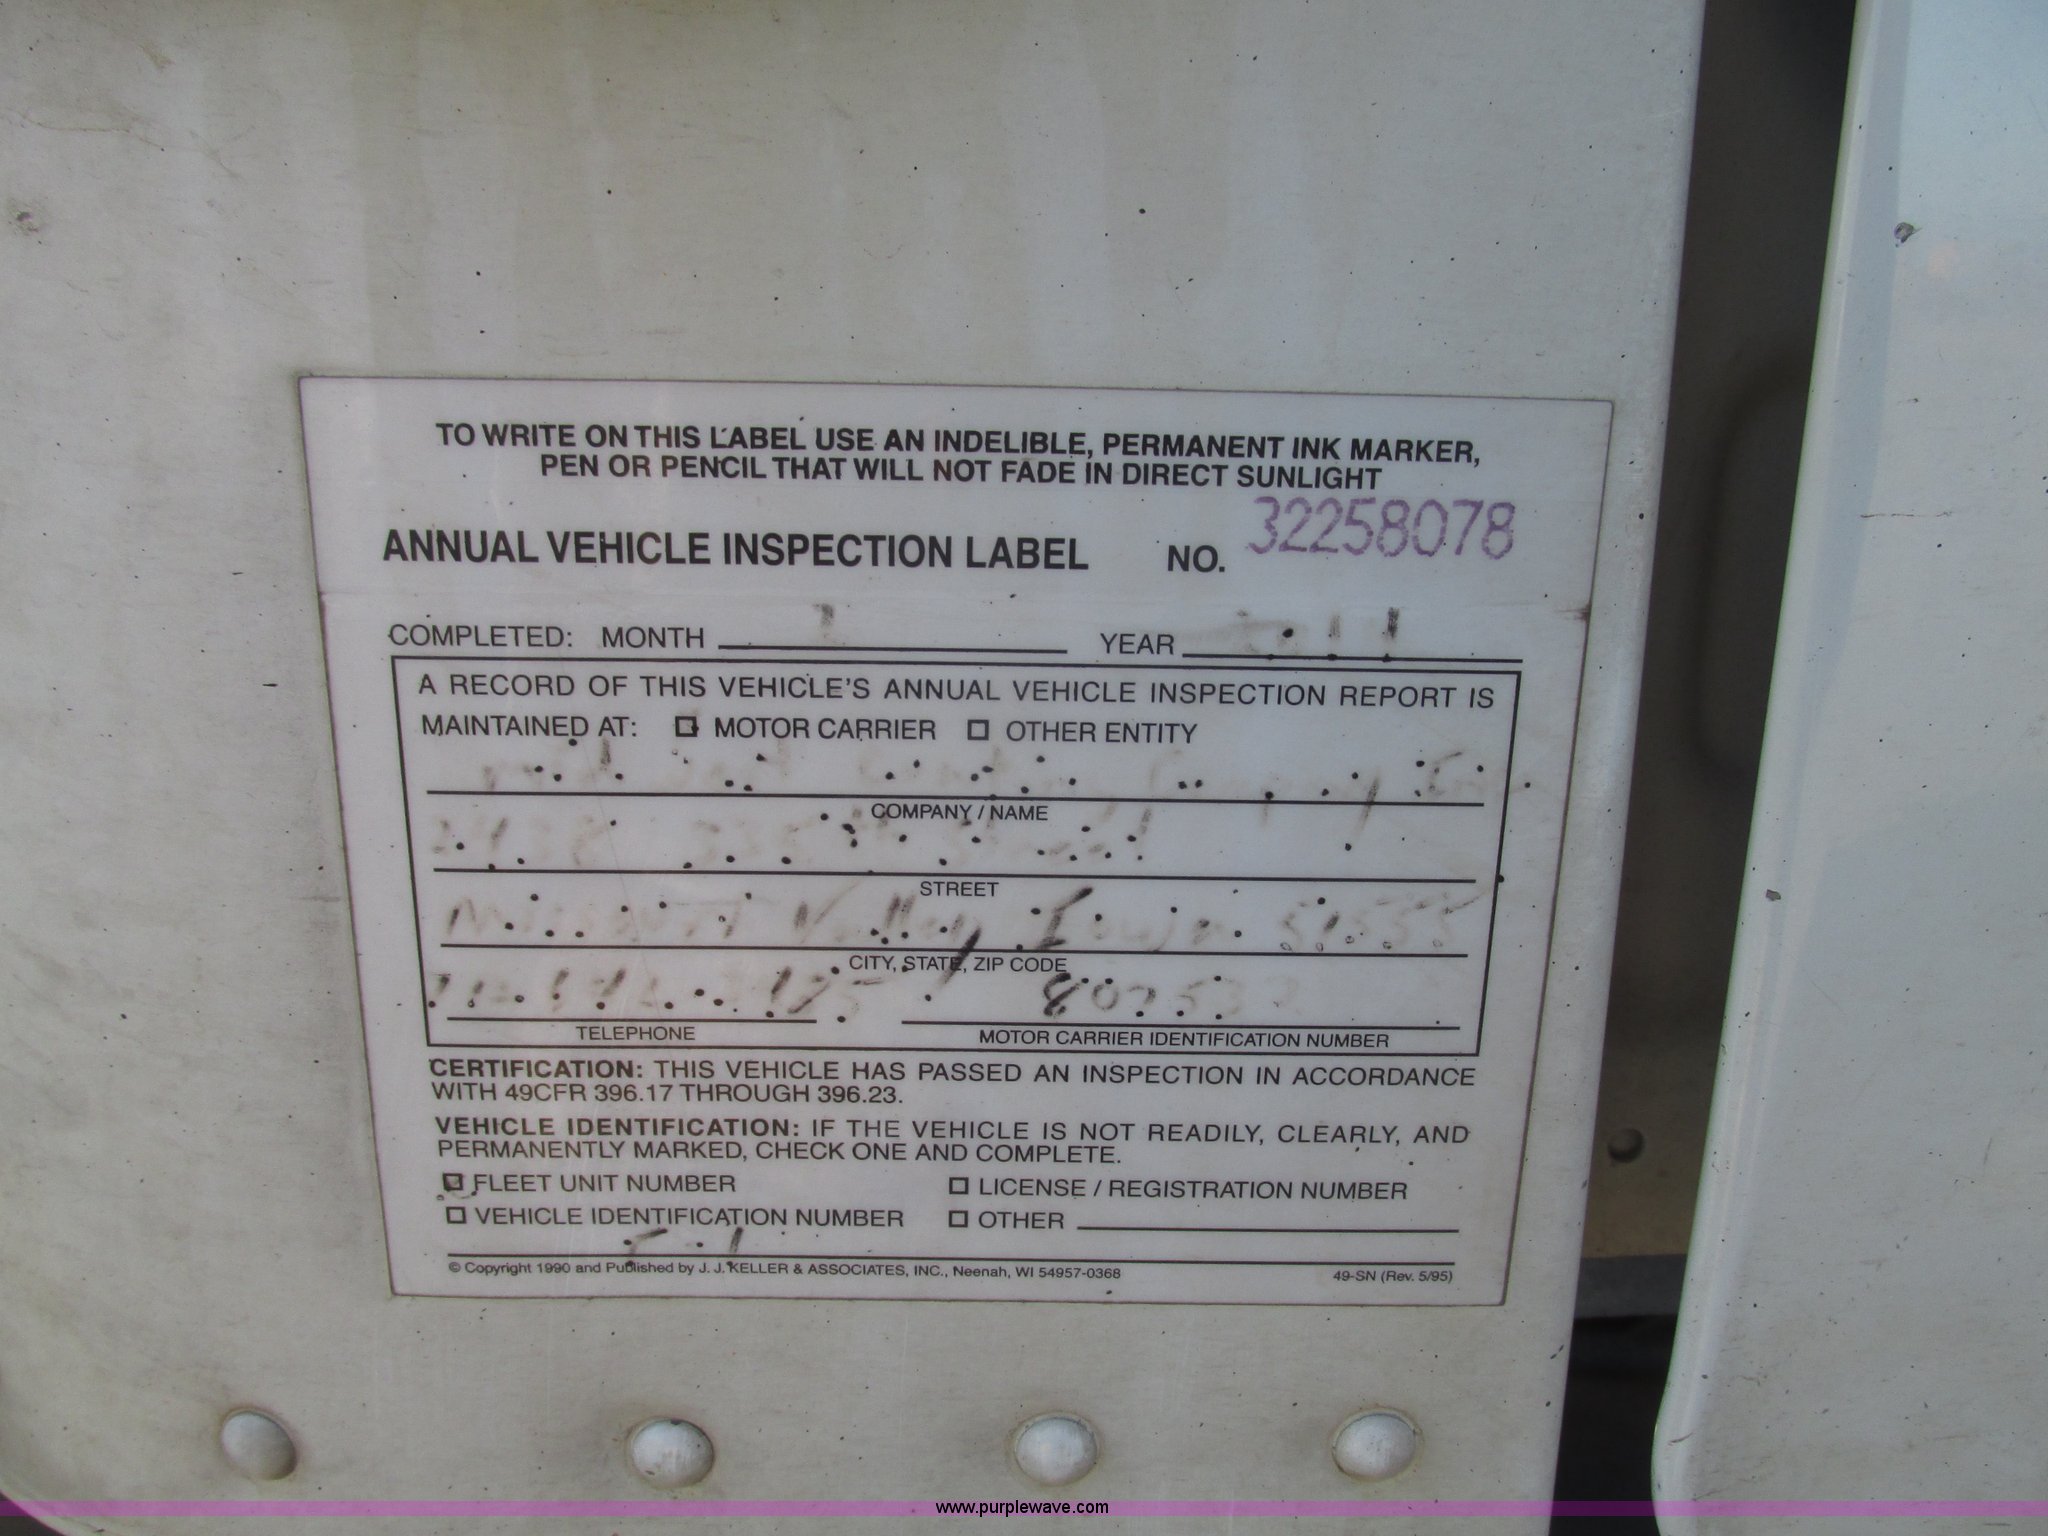 TO WRITE ON THIS LABEL USE AN INDELIBLE, PERMANENT INK MARKER,
PEN OR PENCIL THAT WILL NOT FADE IN DIRECT SUNLIGHT
ANNUAL VEHICLE INSPECTION LABEL NO. 32258078
COMPLETED: MONTH YEAR
A RECORD OF THIS VEHICLE'S ANNUAL VEHICLE INSPECTION REPORT IS
MAINTAINED AT: MOTOR CARRIER OTHER ENTITY
COMPANY / NAME
STREET
Missouri Valley Iowa 51555
CITY, STATE, ZIP CODE
TELEPHONE MOTOR CARRIER IDENTIFICATION NUMBER
CERTIFICATION: THIS VEHICLE HAS PASSED AN INSPECTION IN ACCORDANCE
WITH 49CFR 396.17 THROUGH 396.23.
VEHICLE IDENTIFICATION: IF THE VEHICLE IS NOT READILY, CLEARLY, AND
PERMANENTLY MARKED, CHECK ONE AND COMPLETE.
FLEET UNIT NUMBER LICENSE / REGISTRATION NUMBER
VEHICLE IDENTIFICATION NUMBER OTHER
© Copyright 1990 and Published by J. J. KELLER & ASSOCIATES, INC., Neenah, WI 54957-0368 49-SN (Rev. 5/95)
www.purplewave.com